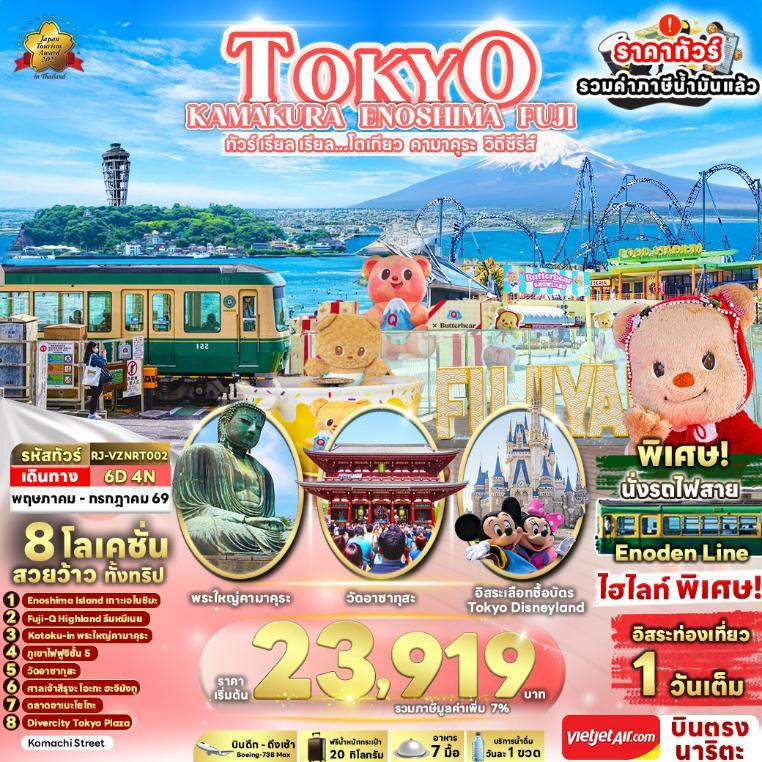 Japan
Tourism
Award
in Thailand
TOKYO
KAMAKURA ENOSHIMA FUJI
ทัวร์ เรียล เรียล...โตเกียว คามาคุระ วิถีซีรีส์
ราคาทัวร์
รวมค่าภาษีน้ำมันแล้ว
FOOD STADIUM
Butterbear
Butterbear
122
FUJIYA
รหัสทัวร์ RJ-VZNRT002
เดินทาง 6D 4N
พฤษภาคม - กรกฎาคม 69
8 โลเคชั่น
สวยว้าว ทั้งทริป
1 Enoshima Island เกาะเอโนชิมะ
2 Fuji-Q Highland ธีมหมีเนย
3 Kotoku-in พระใหญ่คามาคุระ
4 ภูเขาไฟฟูจิชั้น 5
5 วัดอาซากุสะ
6 ศาลเจ้าสึรุงะ โอะกะ ฮะจิมังกุ
7 ตลาดอาเมะโยโกะ
8 Divercity Tokyo Plaza
Komachi Street
พระใหญ่คามาคุระ
วัดอาซากุสะ
อิสระเลือกซื้อบัตร
Tokyo Disneyland
พิเศษ!
นั่งรถไฟสาย
Enoden Line
ไฮไลท์ พิเศษ!
อิสระท่องเที่ยว
1 วันเต็ม
ราคา
เริ่มต้น
23,919
บาท
รวมภาษีมูลค่าเพิ่ม 7%
บินดึก - ถึงเช้า
Boeing-738 Max
ฟรีน้ำหนักกระเป๋า
20 กิโลกรัม
อาหาร
7 มื้อ
บริการน้ำดื่ม
วันละ 1 ขวด
vietjetAir.com
บินตรง
นาริตะ